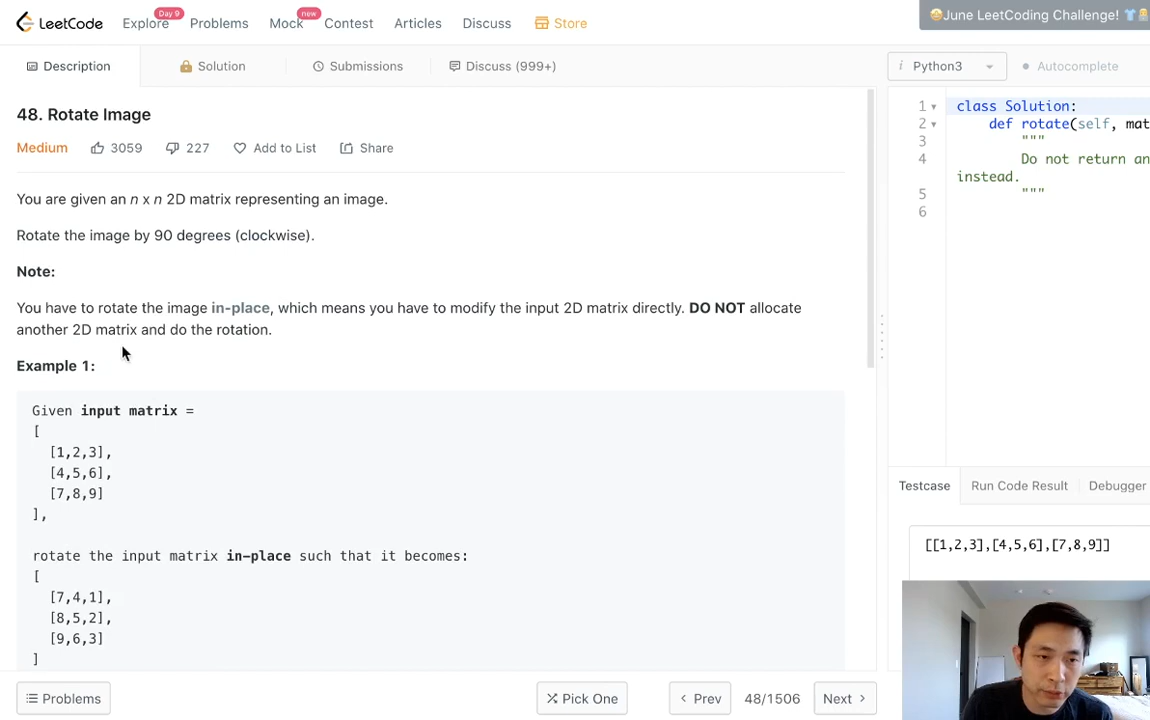 LeetCode Explore Day 9 Problems Mock new Contest Articles Discuss Store 😀June LeetCoding Challenge! 👕
Description Solution Submissions Discuss (999+) i Python3 Autocomplete
48. Rotate Image
Medium 3059 227 Add to List Share
You are given an n x n 2D matrix representing an image.
Rotate the image by 90 degrees (clockwise).
Note:
You have to rotate the image in-place, which means you have to modify the input 2D matrix directly. DO NOT allocate
another 2D matrix and do the rotation.
Example 1:
Given input matrix =
[
[1,2,3],
[4,5,6],
[7,8,9]
],
rotate the input matrix in-place such that it becomes:
[
[7,4,1],
[8,5,2],
[9,6,3]
]
Problems Pick One Prev 48/1506 Next
1 class Solution:
2 def rotate(self, mat
3 """
4 Do not return an
instead.
5 """
6
Testcase Run Code Result Debugger
[[1,2,3],[4,5,6],[7,8,9]]